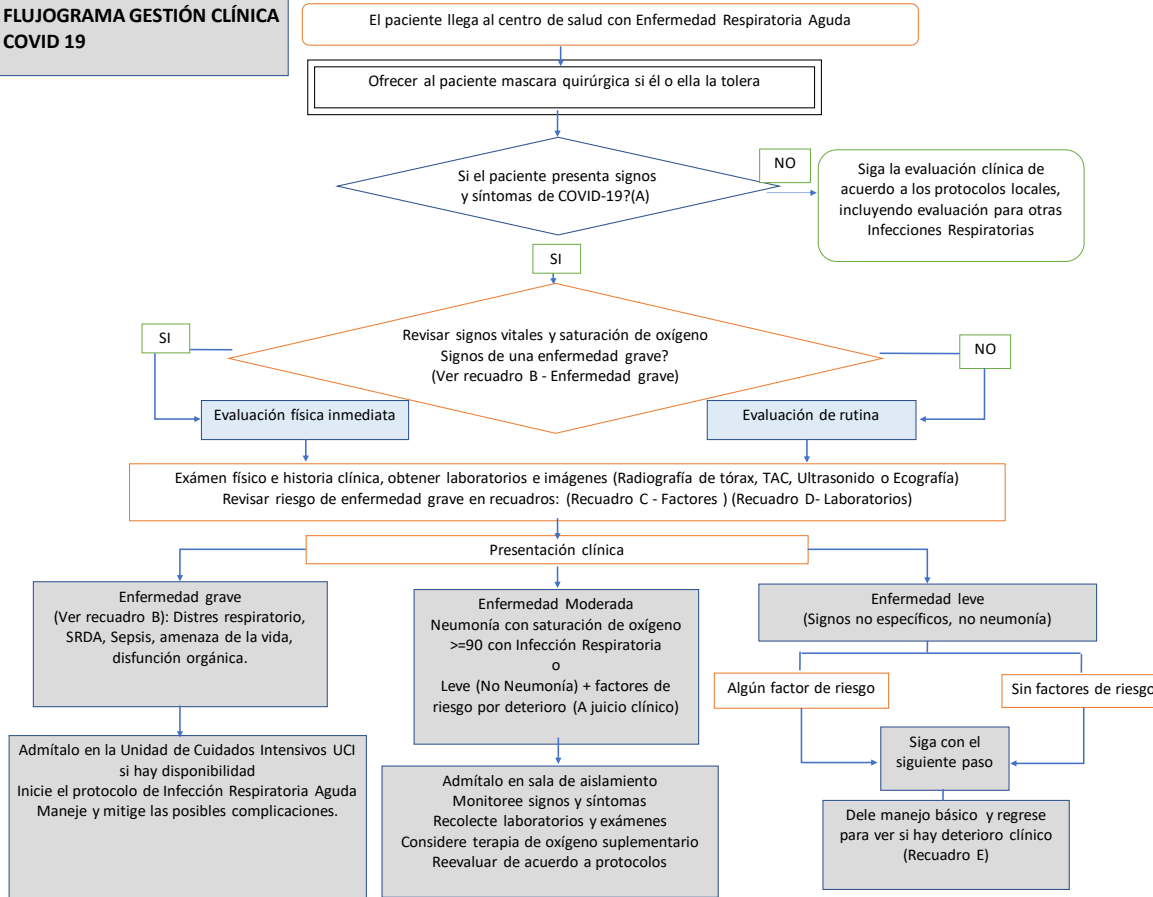 FLUJOGRAMA GESTIÓN CLÍNICA
COVID 19
El paciente llega al centro de salud con Enfermedad Respiratoria Aguda
Ofrecer al paciente mascara quirúrgica si él o ella la tolera
Si el paciente presenta signos
y síntomas de COVID-19?(A)
NO
Siga la evaluación clínica de
acuerdo a los protocolos locales,
incluyendo evaluación para otras
Infecciones Respiratorias
SI
Revisar signos vitales y saturación de oxígeno
Signos de una enfermedad grave?
(Ver recuadro B - Enfermedad grave)
SI
NO
Evaluación física inmediata
Evaluación de rutina
Exámen físico e historia clínica, obtener laboratorios e imágenes (Radiografía de tórax, TAC, Ultrasonido o Ecografía)
Revisar riesgo de enfermedad grave en recuadros: (Recuadro C - Factores ) (Recuadro D- Laboratorios)
Presentación clínica
Enfermedad grave
(Ver recuadro B): Distres respiratorio,
SRDA, Sepsis, amenaza de la vida,
disfunción orgánica.
Admítalo en la Unidad de Cuidados Intensivos UCI
si hay disponibilidad
Inicie el protocolo de Infección Respiratoria Aguda
Maneje y mitige las posibles complicaciones.
Enfermedad Moderada
Neumonía con saturación de oxígeno
>=90 con Infección Respiratoria
o
Leve (No Neumonía) + factores de
riesgo por deterioro (A juicio clínico)
Admítalo en sala de aislamiento
Monitoree signos y síntomas
Recolecte laboratorios y exámenes
Considere terapia de oxígeno suplementario
Reevaluar de acuerdo a protocolos
Enfermedad leve
(Signos no específicos, no neumonía)
Algún factor de riesgo
Sin factores de riesgo
Siga con el
siguiente paso
Dele manejo básico y regrese
para ver si hay deterioro clínico
(Recuadro E)